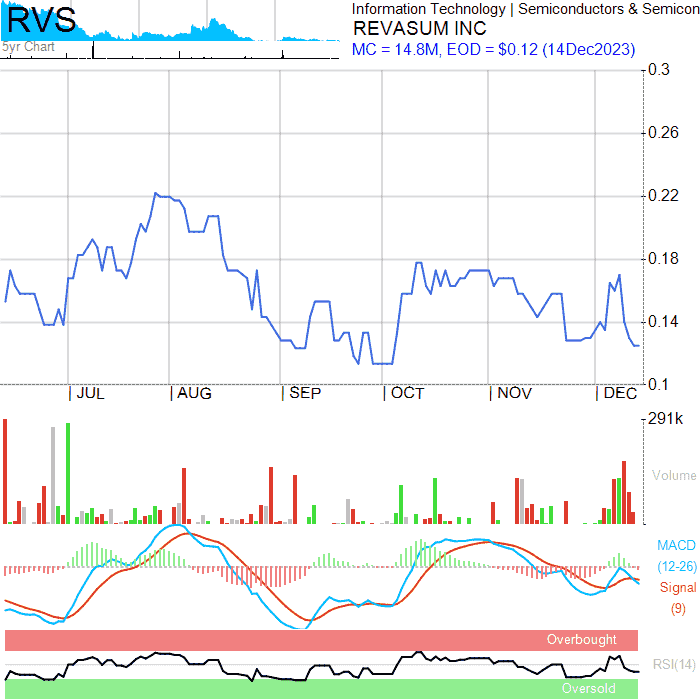 RVS
5yr Chart
Information Technology | Semiconductors & Semicon
REVASUM INC
MC = 14.8M, EOD = $0.12 (14Dec2023)
0.3
0.26
0.22
0.18
0.14
0.1
JUL AUG SEP OCT NOV DEC
291k
Volume
MACD
(12-26)
Signal
(9)
Overbought
RSI(14)
Oversold